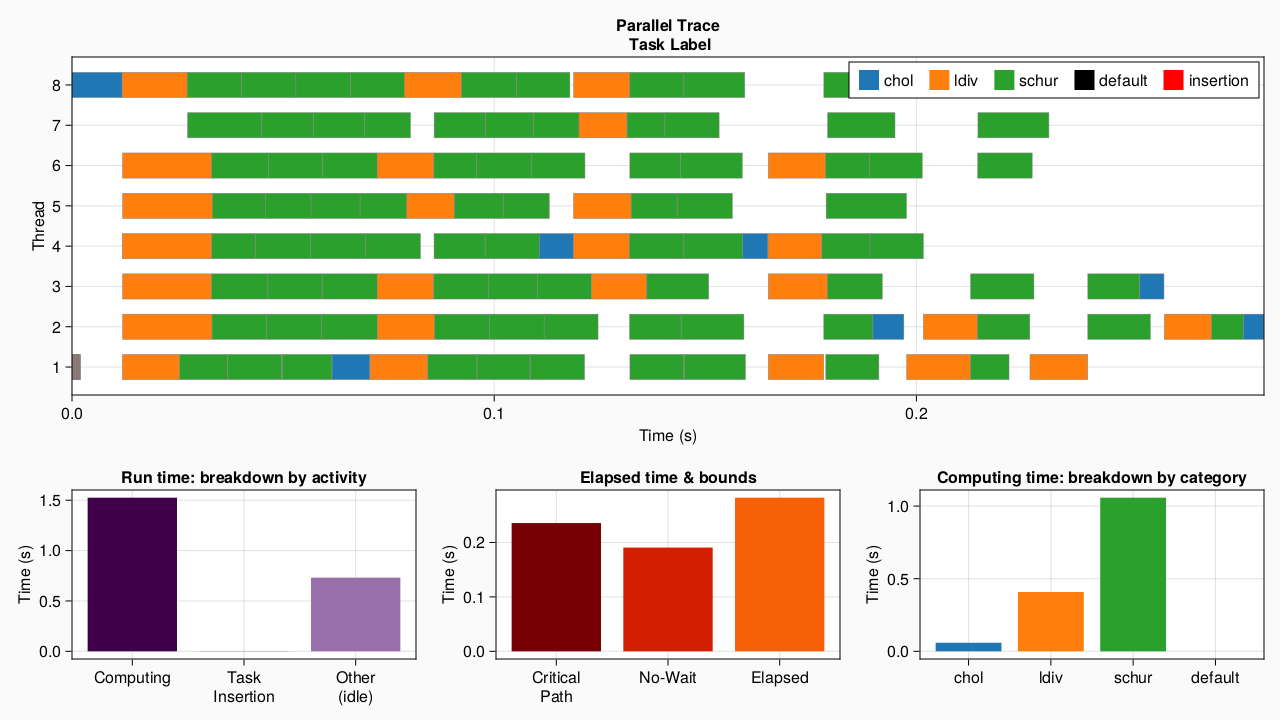 Parallel Trace
Task Label
chol ldiv schur default insertion
8
7
6
5
4
3
2
1
Thread
0.0 0.1 0.2
Time (s)
Run time: breakdown by activity
Time (s)
1.5
1.0
0.5
0.0
Computing Task Insertion Other (idle)
Elapsed time & bounds
Time (s)
0.2
0.1
0.0
Critical Path No-Wait Elapsed
Computing time: breakdown by category
Time (s)
1.0
0.5
0.0
chol ldiv schur default